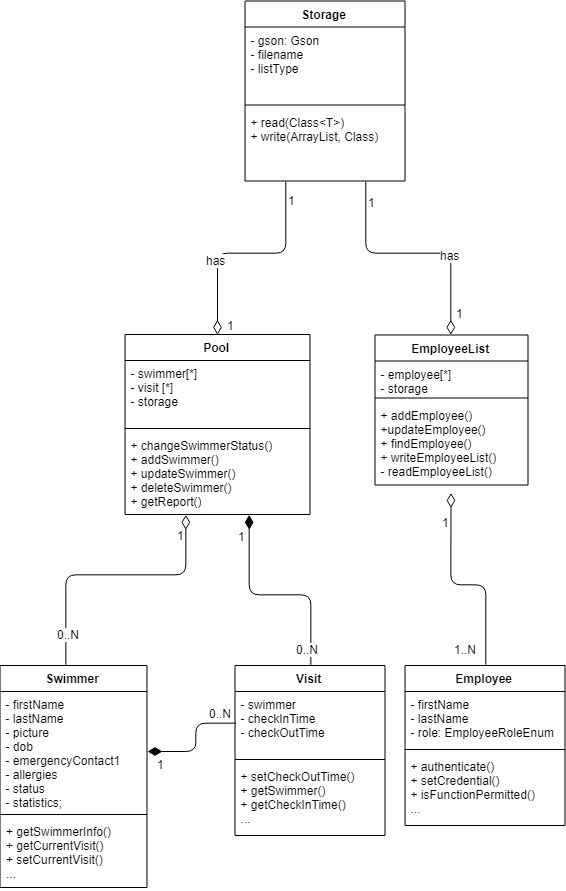 Storage
- gson: Gson
- filename
- listType
+ read(Class<T>)
+ write(ArrayList, Class)
1
1
has
has
1
1
Pool
- swimmer[*]
- visit [*]
- storage
+ changeSwimmerStatus()
+ addSwimmer()
+ updateSwimmer()
+ deleteSwimmer()
+ getReport()
EmployeeList
- employee[*]
- storage
+ addEmployee()
+updateEmployee()
+ findEmployee()
+ writeEmployeeList()
- readEmployeeList()
1
1
1
0..N
0..N
1..N
Swimmer
- firstName
- lastName
- picture
- dob
- emergencyContact1
- allergies
- status
- statistics;
+ getSwimmerInfo()
+ getCurrentVisit()
+ setCurrentVisit()
...
0..N
1
Visit
- swimmer
- checkInTime
- checkOutTime
+ setCheckOutTime()
+ getSwimmer()
+ getCheckInTime()
...
Employee
- firstName
- lastName
- role: EmployeeRoleEnum
+ authenticate()
+ setCredential()
+ isFunctionPermitted()
...